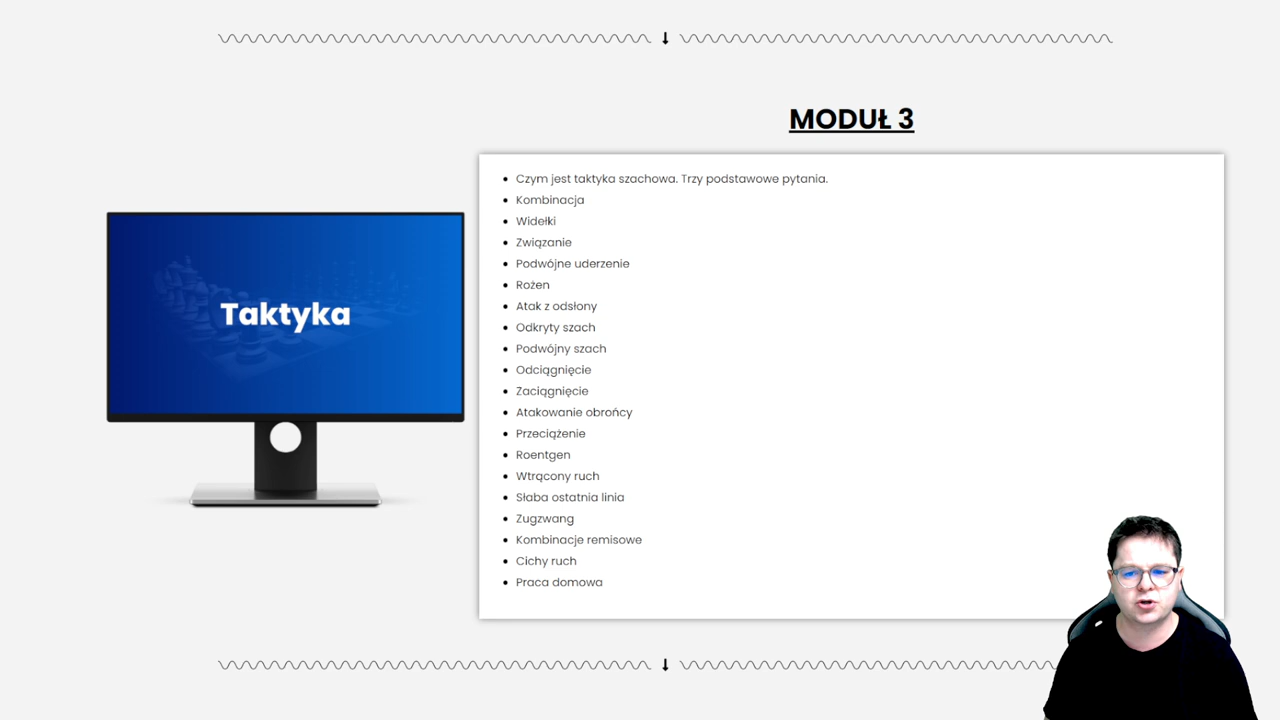 MODUŁ 3
Taktyka
Czym jest taktyka szachowa. Trzy podstawowe pytania.
Kombinacja
Widełki
Związanie
Podwójne uderzenie
Rożen
Atak z odsłony
Odkryty szach
Podwójny szach
Odciągnięcie
Zaciągnięcie
Atakowanie obrońcy
Przeciążenie
Roentgen
Wtrącony ruch
Słaba ostatnia linia
Zugzwang
Kombinacje remisowe
Cichy ruch
Praca domowa